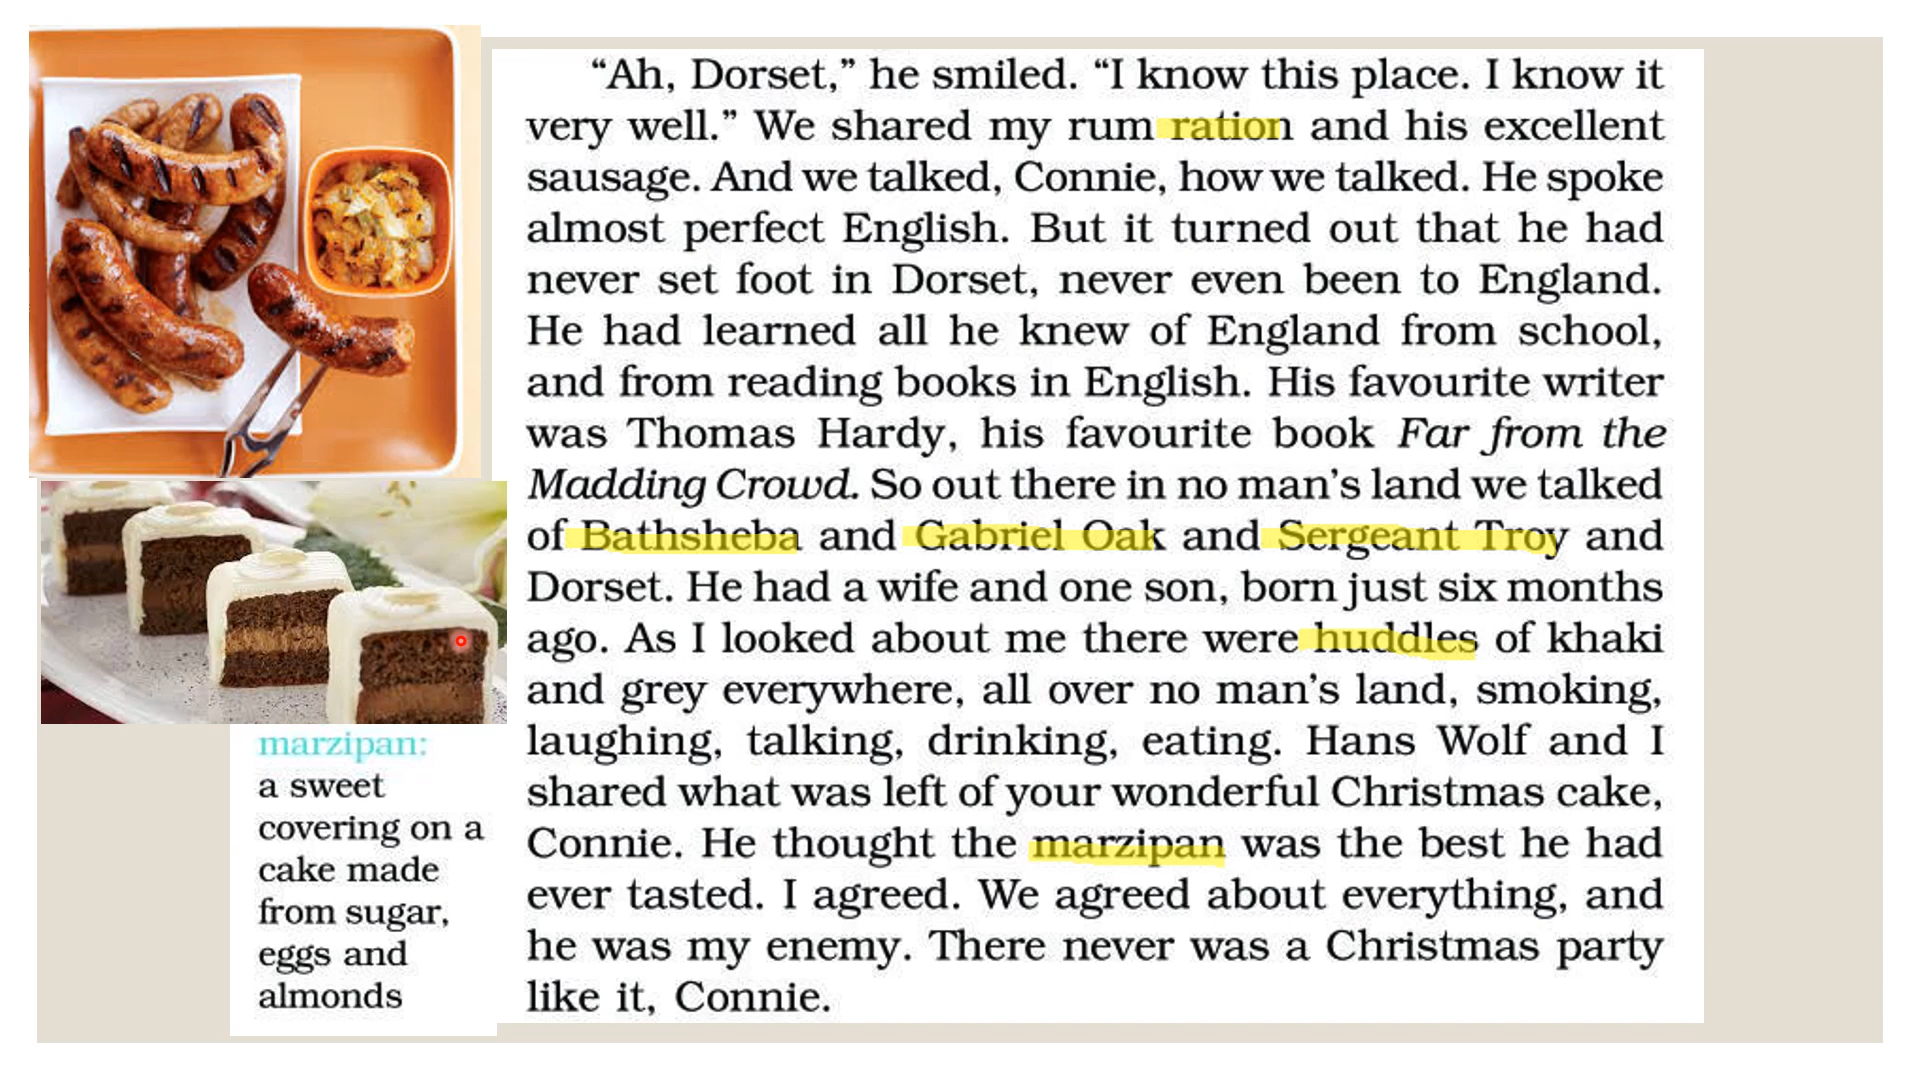 “Ah, Dorset,” he smiled. “I know this place. I know it
very well.” We shared my rum ration and his excellent
sausage. And we talked, Connie, how we talked. He spoke
almost perfect English. But it turned out that he had
never set foot in Dorset, never even been to England.
He had learned all he knew of England from school,
and from reading books in English. His favourite writer
was Thomas Hardy, his favourite book Far from the
Madding Crowd. So out there in no man’s land we talked
of Bathsheba and Gabriel Oak and Sergeant Troy and
Dorset. He had a wife and one son, born just six months
ago. As I looked about me there were huddles of khaki
and grey everywhere, all over no man’s land, smoking,
laughing, talking, drinking, eating. Hans Wolf and I
shared what was left of your wonderful Christmas cake,
Connie. He thought the marzipan was the best he had
ever tasted. I agreed. We agreed about everything, and
he was my enemy. There never was a Christmas party
like it, Connie.
marzipan:
a sweet
covering on a
cake made
from sugar,
eggs and
almonds